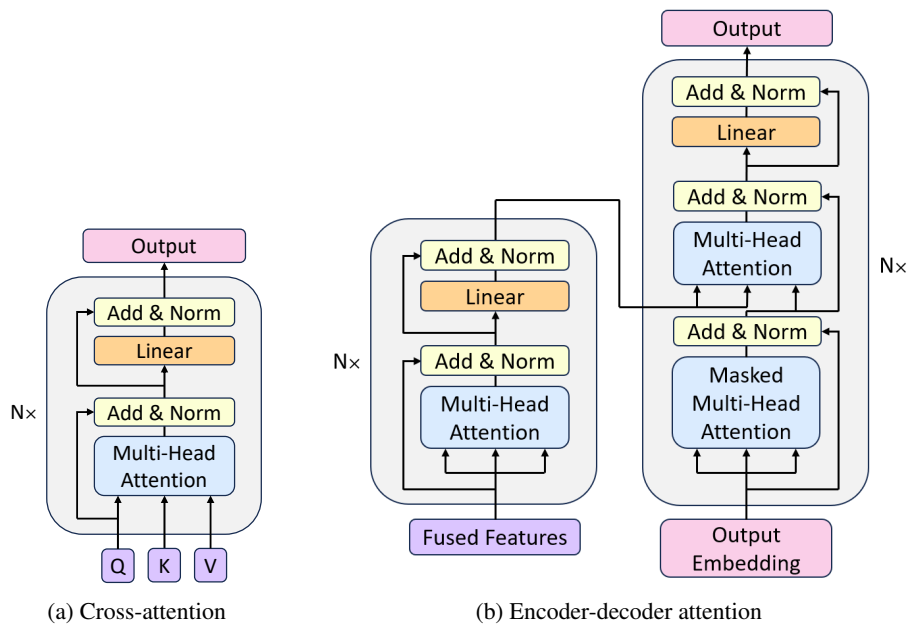 Output
Add & Norm
Linear
Add & Norm
Multi-Head
Attention
N×
Q
K
V
(a) Cross-attention
Add & Norm
Linear
Add & Norm
Multi-Head
Attention
N×
Fused Features
Output
Add & Norm
Linear
Add & Norm
Multi-Head
Attention
N×
Add & Norm
Masked
Multi-Head
Attention
Output
Embedding
(b) Encoder-decoder attention